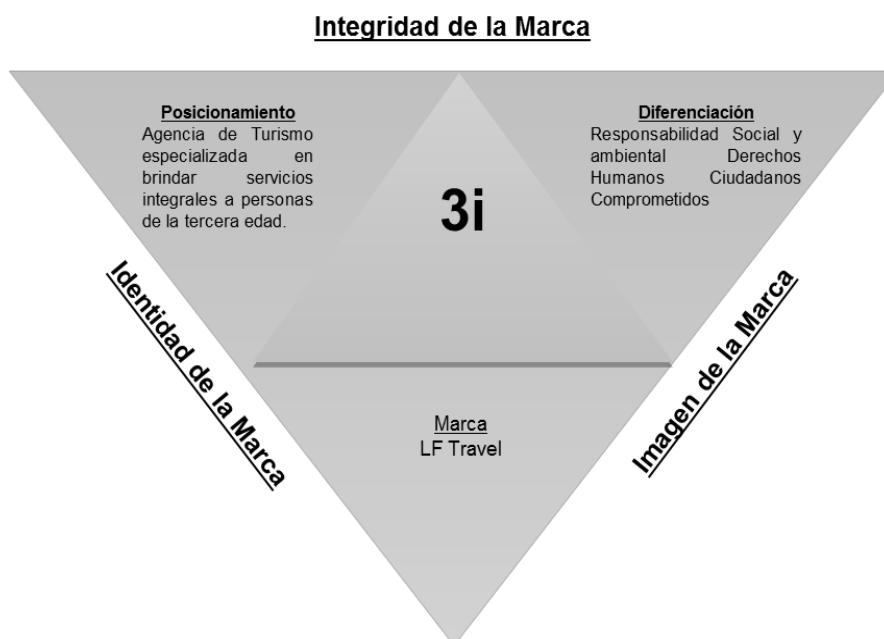 Integridad de la Marca
Posicionamiento
Agencia de Turismo
especializada en
brindar servicios
integrales a personas
de la tercera edad.
Diferenciación
Responsabilidad Social y
ambiental Derechos
Humanos Ciudadanos
Comprometidos
3i
Identidad de la Marca
Imagen de la Marca
Marca
LF Travel